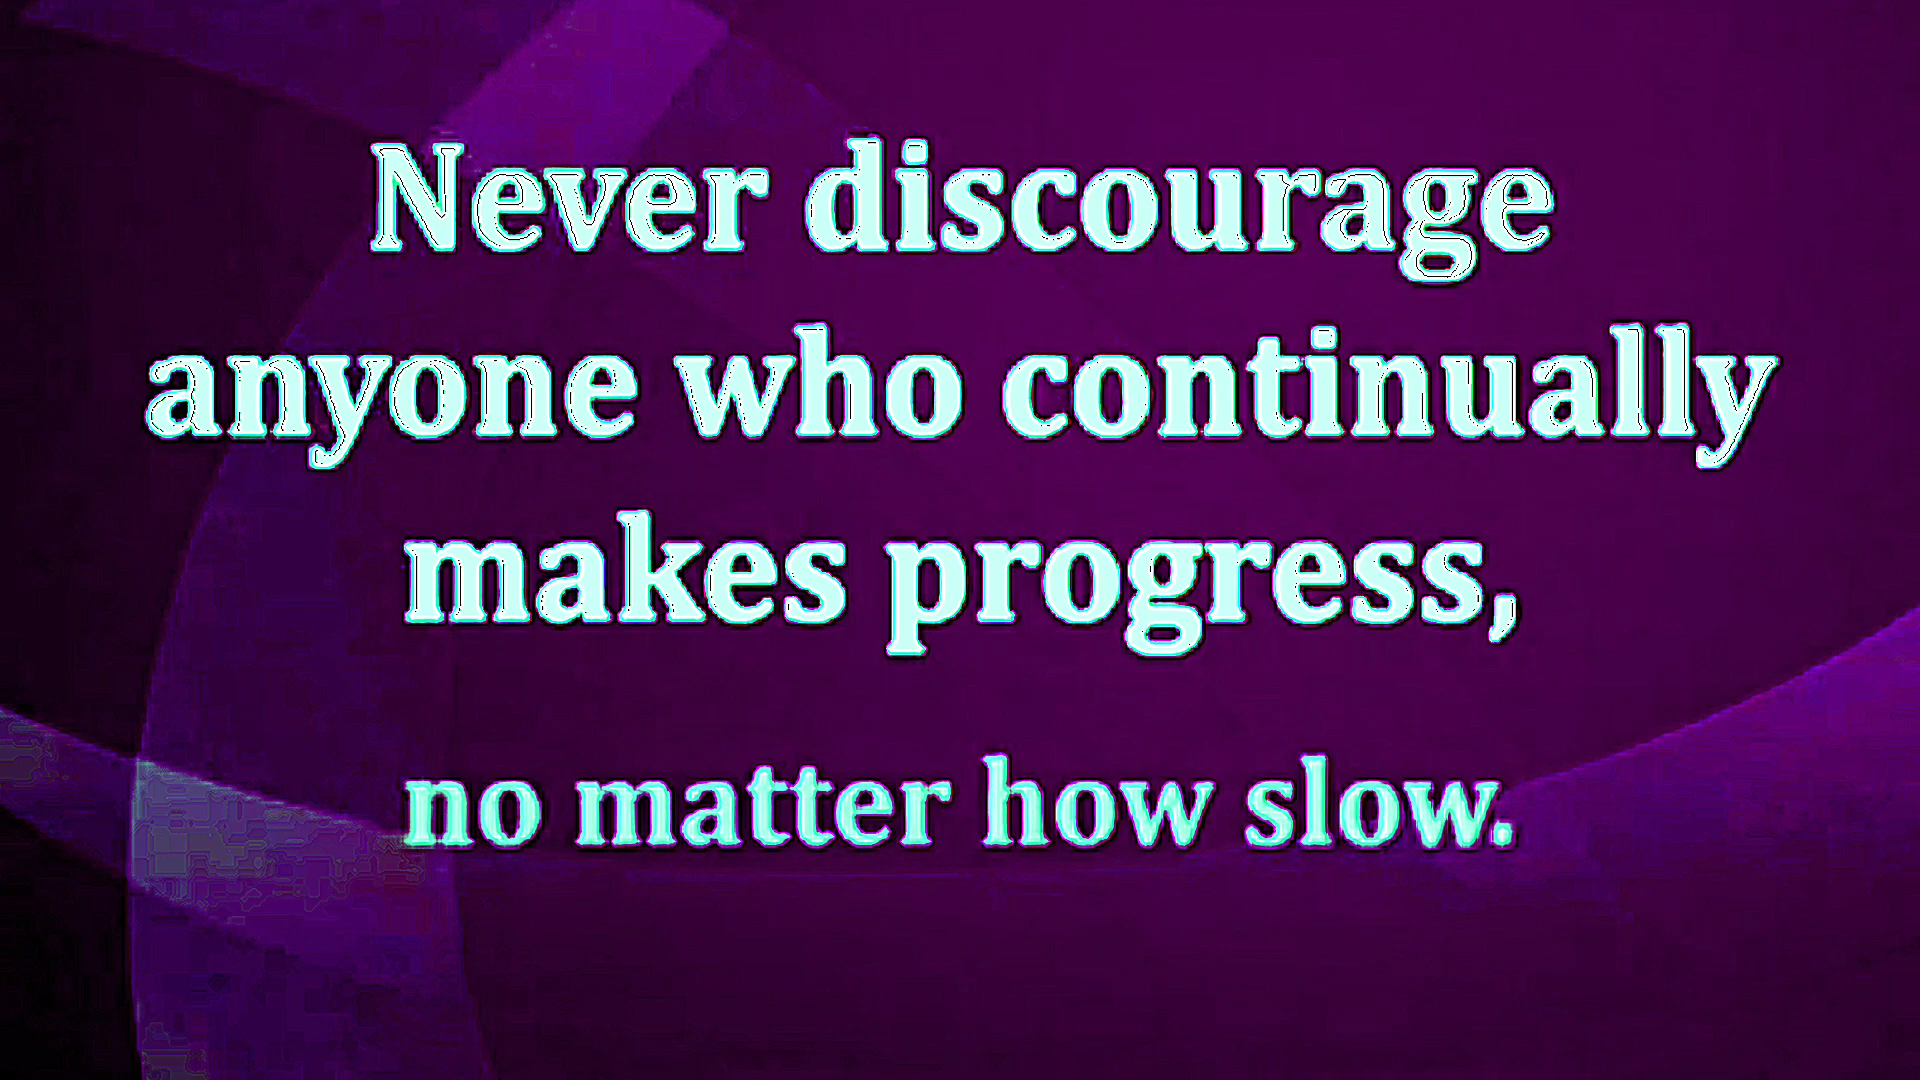 Never discourage
anyone who continually
makes progress,
no matter how slow.